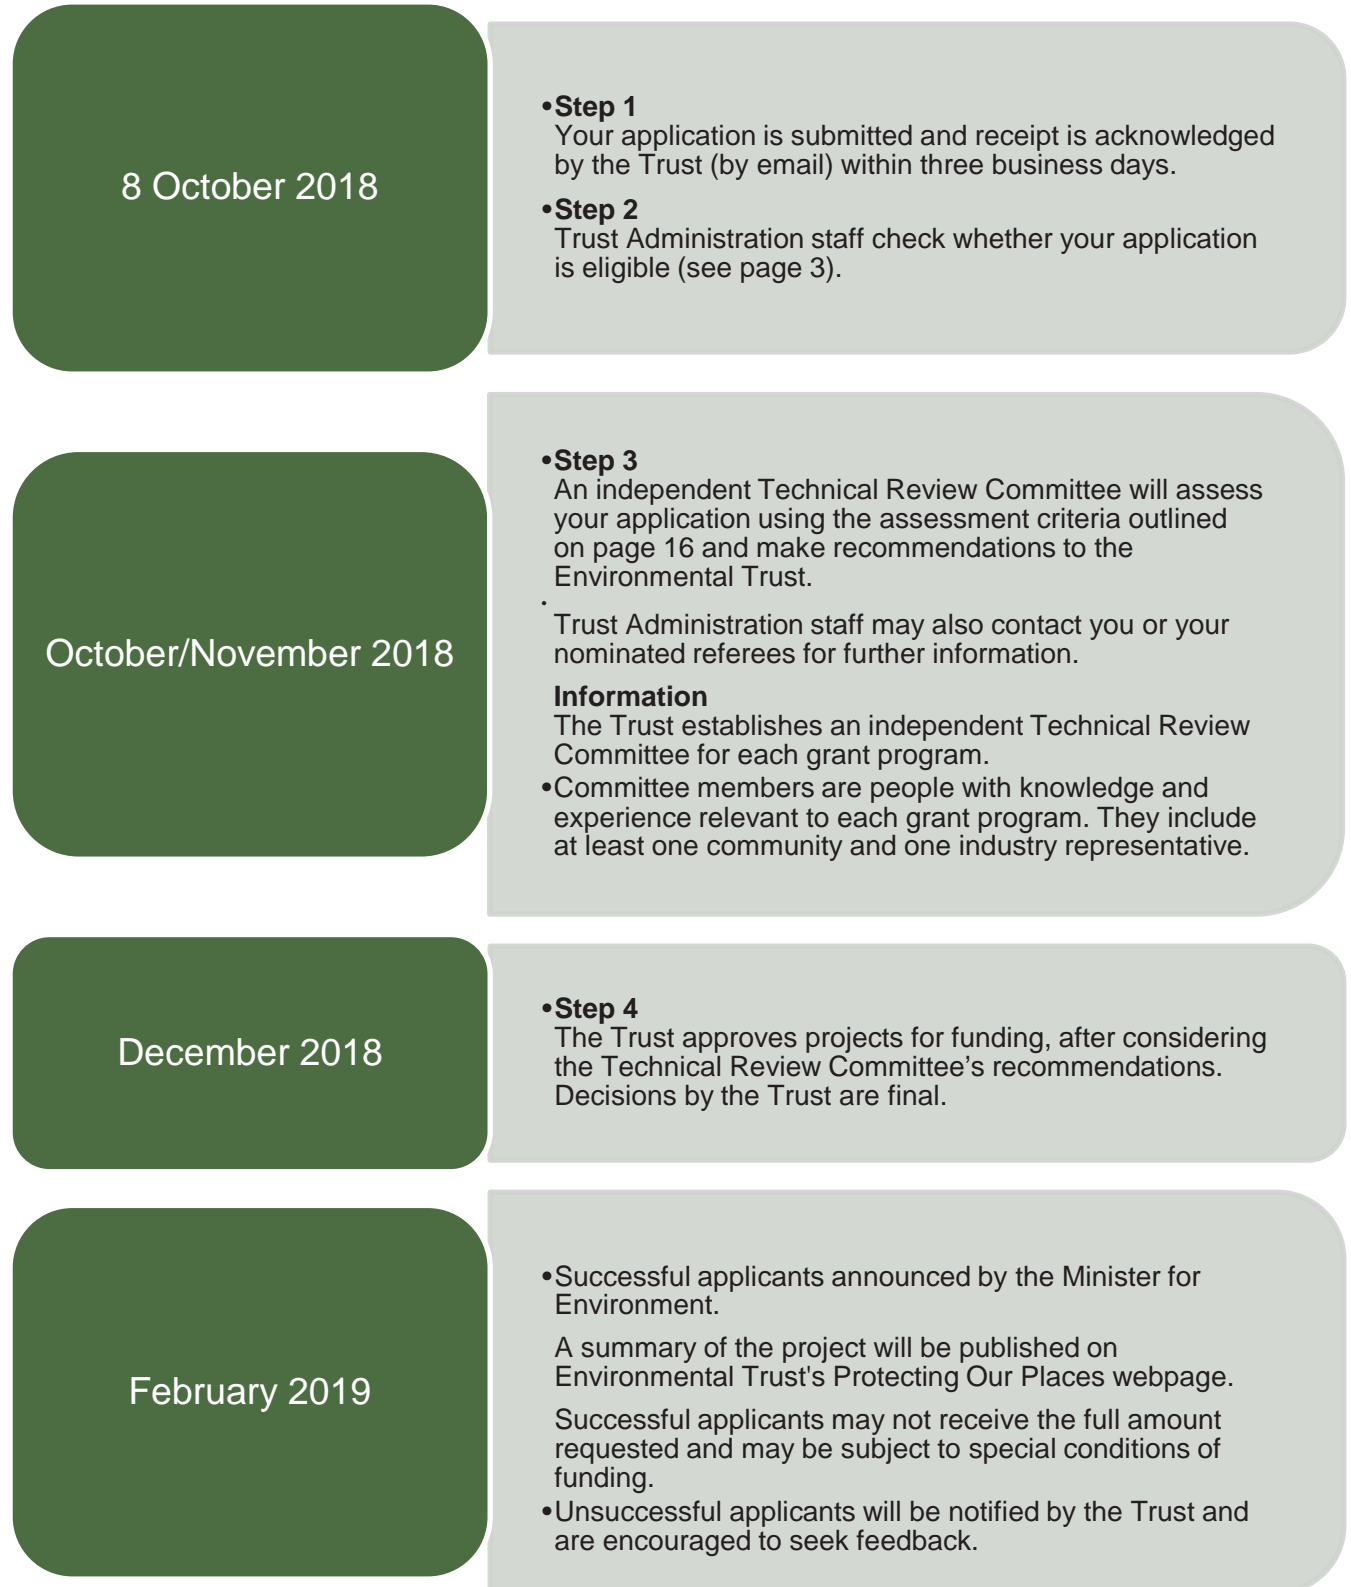 8 October 2018
•Step 1
Your application is submitted and receipt is acknowledged
by the Trust (by email) within three business days.
•Step 2
Trust Administration staff check whether your application
is eligible (see page 3).
October/November 2018
•Step 3
An independent Technical Review Committee will assess
your application using the assessment criteria outlined
on page 16 and make recommendations to the
Environmental Trust.
•
Trust Administration staff may also contact you or your
nominated referees for further information.
Information
The Trust establishes an independent Technical Review
Committee for each grant program.
•Committee members are people with knowledge and
experience relevant to each grant program. They include
at least one community and one industry representative.
December 2018
•Step 4
The Trust approves projects for funding, after considering
the Technical Review Committee’s recommendations.
Decisions by the Trust are final.
February 2019
•Successful applicants announced by the Minister for
Environment.
A summary of the project will be published on
Environmental Trust's Protecting Our Places webpage.
Successful applicants may not receive the full amount
requested and may be subject to special conditions of
funding.
•Unsuccessful applicants will be notified by the Trust and
are encouraged to seek feedback.